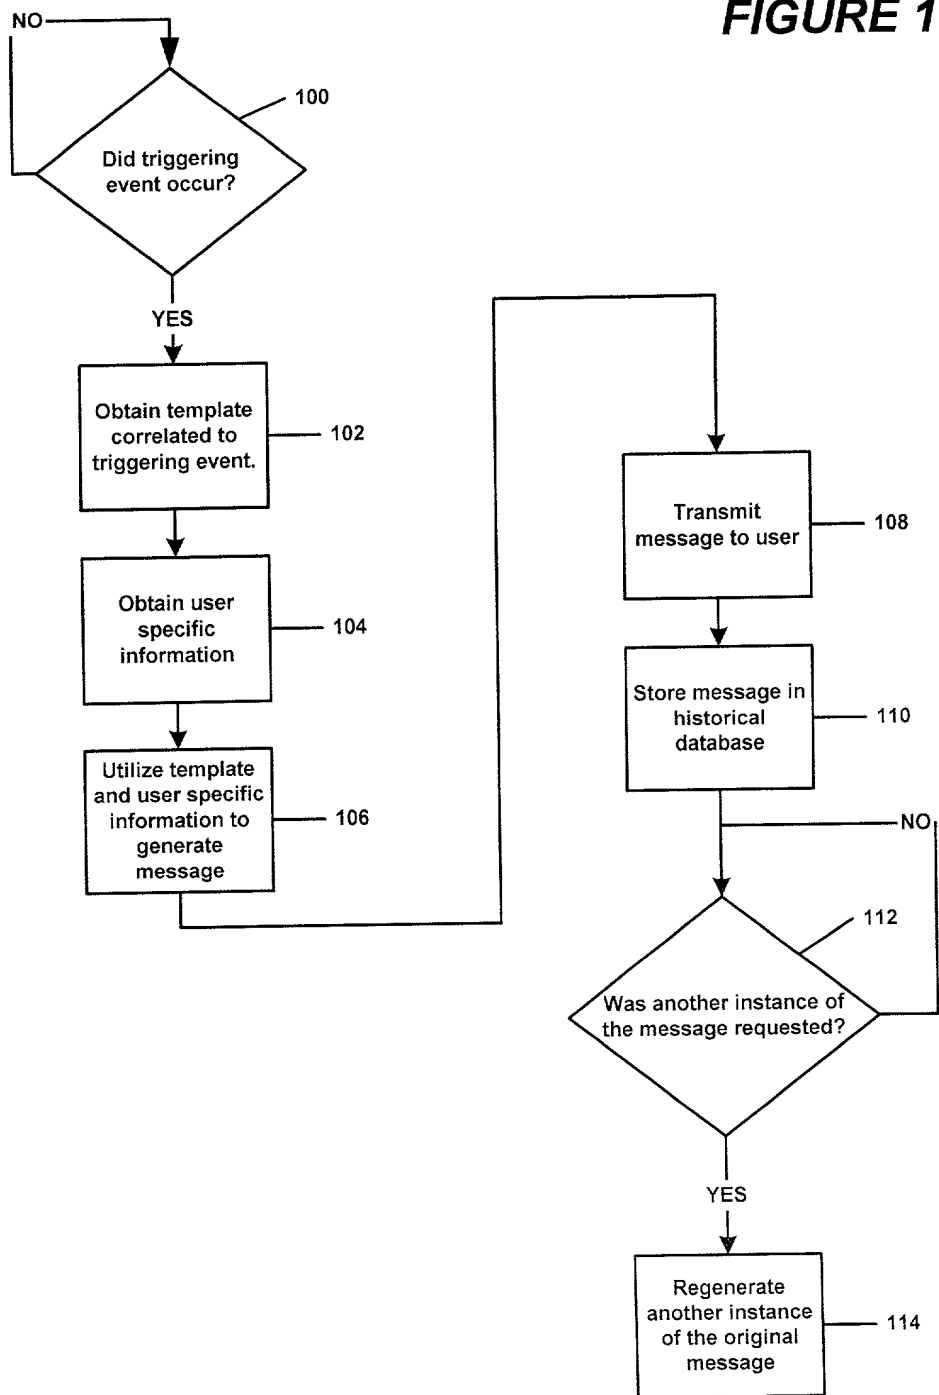 FIGURE 1
NO
100
Did triggering
event occur?
YES
Obtain template
correlated to
triggering event.
102
Obtain user
specific
information
104
Utilize template
and user specific
information to
generate
message
106
Transmit
message to user
108
Store message in
historical
database
110
NO
112
Was another instance of
the message requested?
YES
Regenerate
another instance
of the original
message
114